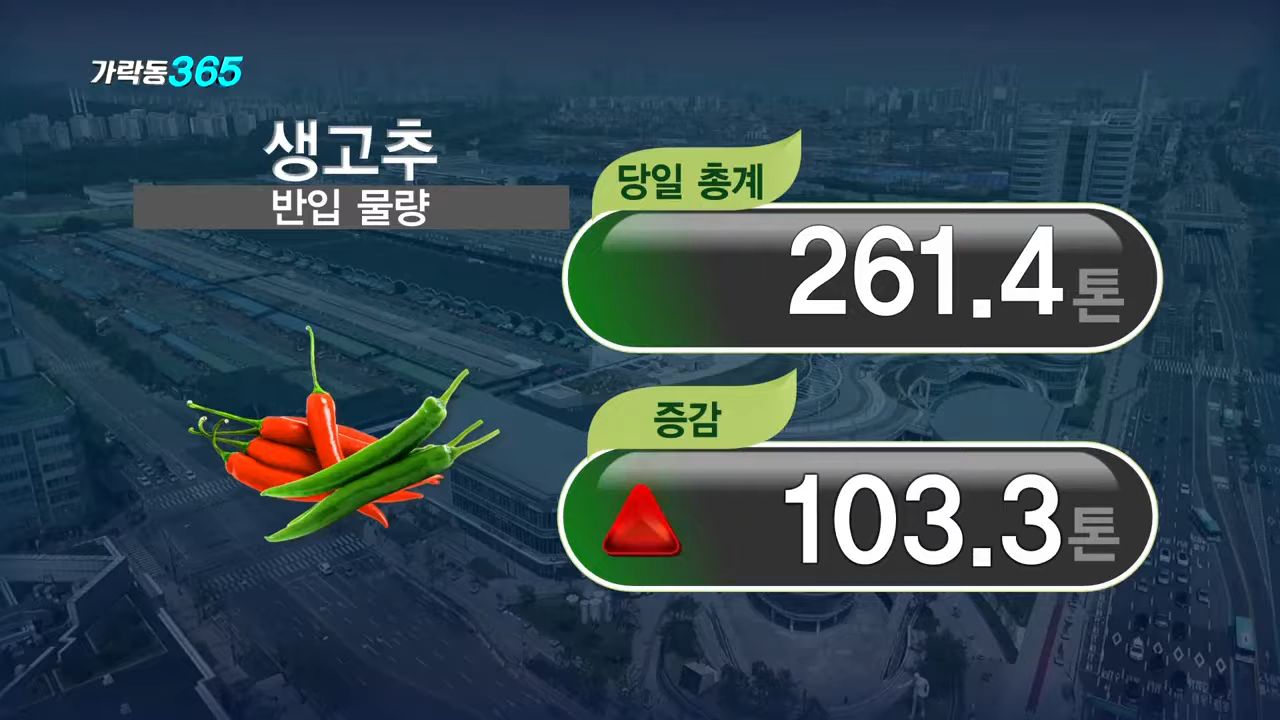 가락동365
생고추
반입 물량
당일 총계
261.4톤
증감
103.3톤